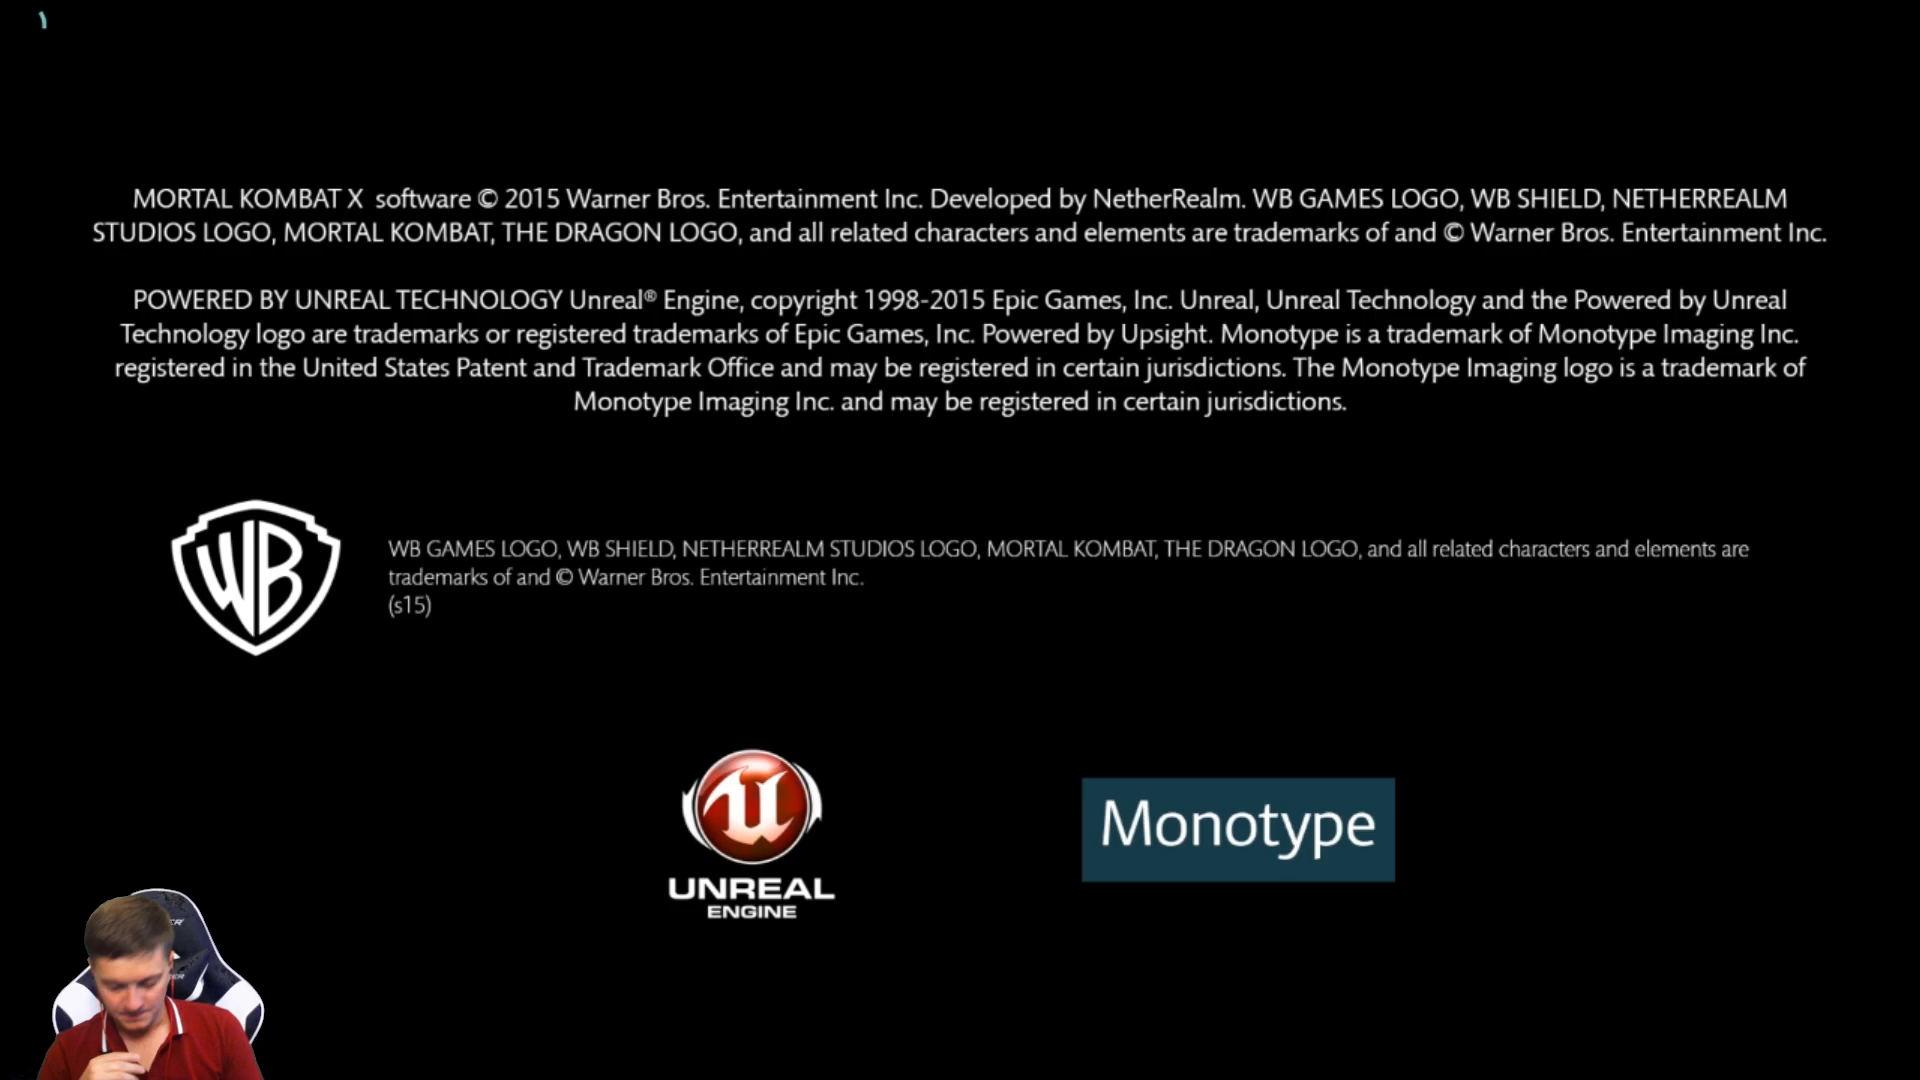 MORTAL KOMBAT X software © 2015 Warner Bros. Entertainment Inc. Developed by NetherRealm. WB GAMES LOGO, WB SHIELD, NETHERREALM
STUDIOS LOGO, MORTAL KOMBAT, THE DRAGON LOGO, and all related characters and elements are trademarks of and © Warner Bros. Entertainment Inc.
POWERED BY UNREAL TECHNOLOGY Unreal® Engine, copyright 1998-2015 Epic Games, Inc. Unreal, Unreal Technology and the Powered by Unreal
Technology logo are trademarks or registered trademarks of Epic Games, Inc. Powered by Upsight. Monotype is a trademark of Monotype Imaging Inc.
registered in the United States Patent and Trademark Office and may be registered in certain jurisdictions. The Monotype Imaging logo is a trademark of
Monotype Imaging Inc. and may be registered in certain jurisdictions.
WB
WB GAMES LOGO, WB SHIELD, NETHERREALM STUDIOS LOGO, MORTAL KOMBAT, THE DRAGON LOGO, and all related characters and elements are
trademarks of and © Warner Bros. Entertainment Inc.
(s15)
U
UNREAL
ENGINE
Monotype